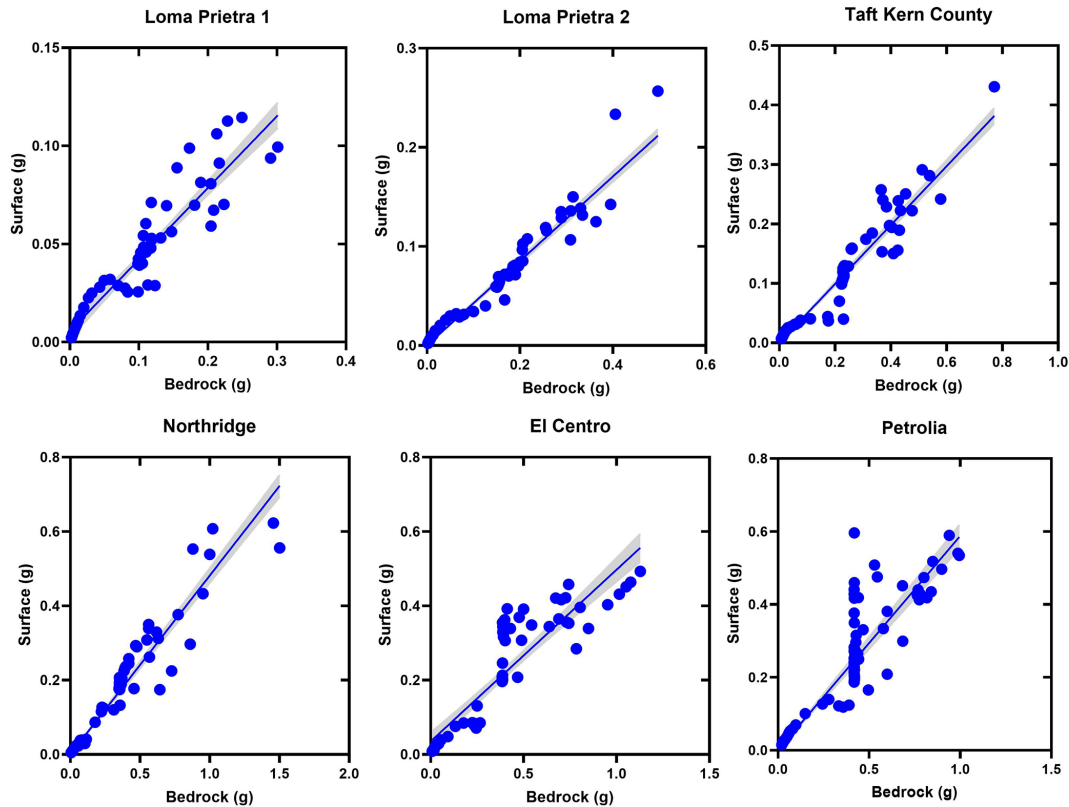 Loma Prietra 1
Surface (g)
0.15
0.10
0.05
0.00
0.0 0.1 0.2 0.3 0.4
Bedrock (g)
Loma Prietra 2
Surface (g)
0.3
0.2
0.1
0.0
0.0 0.2 0.4 0.6
Bedrock (g)
Taft Kern County
Surface (g)
0.5
0.4
0.3
0.2
0.1
0.0
0.0 0.2 0.4 0.6 0.8 1.0
Bedrock (g)
Northridge
Surface (g)
0.8
0.6
0.4
0.2
0.0
0.0 0.5 1.0 1.5 2.0
Bedrock (g)
El Centro
Surface (g)
0.8
0.6
0.4
0.2
0.0
0.0 0.5 1.0 1.5
Bedrock (g)
Petrolia
Surface (g)
0.8
0.6
0.4
0.2
0.0
0.0 0.5 1.0 1.5
Bedrock (g)